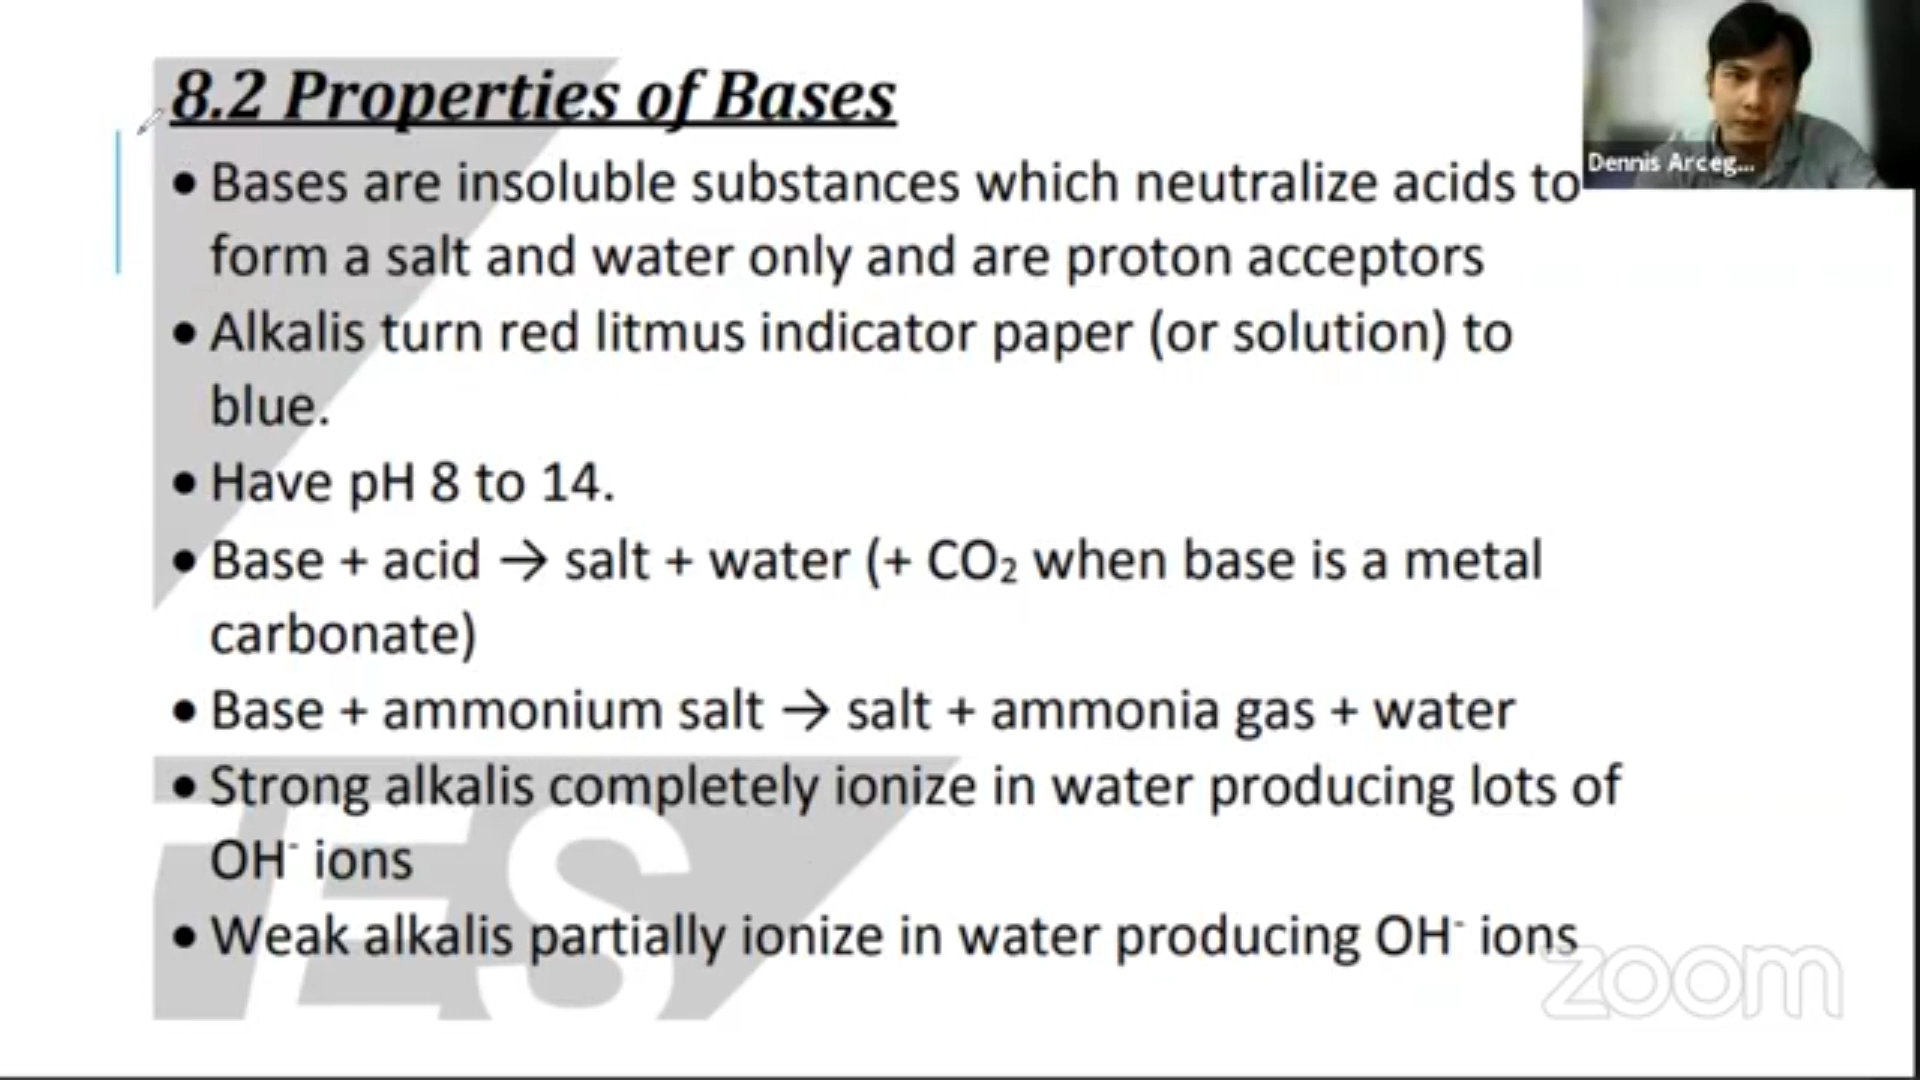 8.2 Properties of Bases
• Bases are insoluble substances which neutralize acids to
form a salt and water only and are proton acceptors
• Alkalis turn red litmus indicator paper (or solution) to
blue.
• Have pH 8 to 14.
• Base + acid → salt + water (+ CO₂ when base is a metal
carbonate)
• Base + ammonium salt → salt + ammonia gas + water
• Strong alkalis completely ionize in water producing lots of
OH⁻ ions
• Weak alkalis partially ionize in water producing OH⁻ ions
Dennis Arceg...
ES
zoom